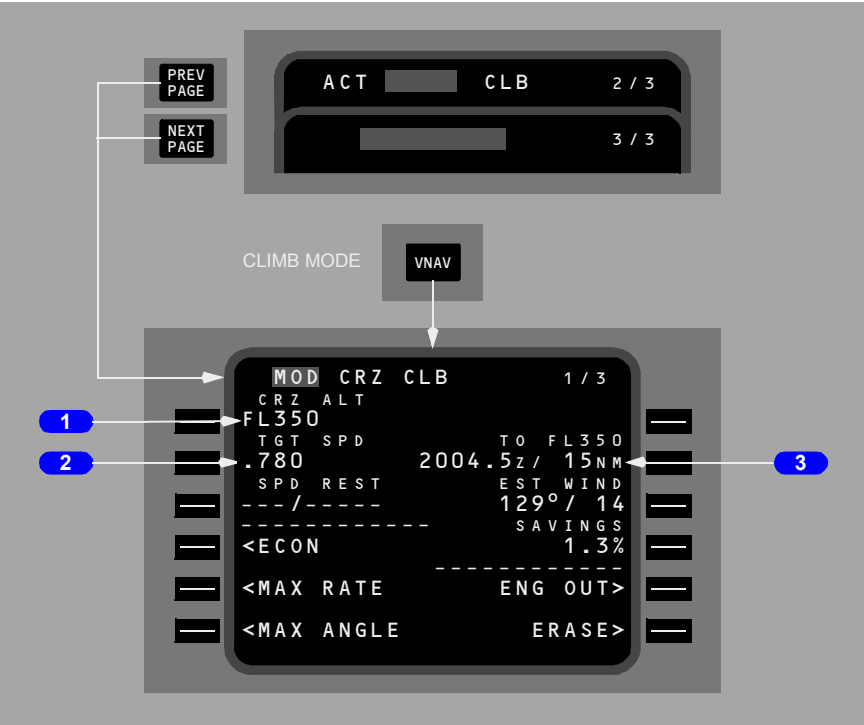 PREV
PAGE
ACT CLB 2/3
NEXT
PAGE
3/3
CLIMB MODE
VNAV
MOD CRZ CLB 1/3
CRZ ALT
1
FL350
TGT SPD TO FL350
2
.780 2004.5Z/ 15NM
3
SPD REST EST WIND
---/----- 129°/ 14
------------ -- SAVINGS
<ECON 1.3%
------------
<MAX RATE ENG OUT>
<MAX ANGLE ERASE>